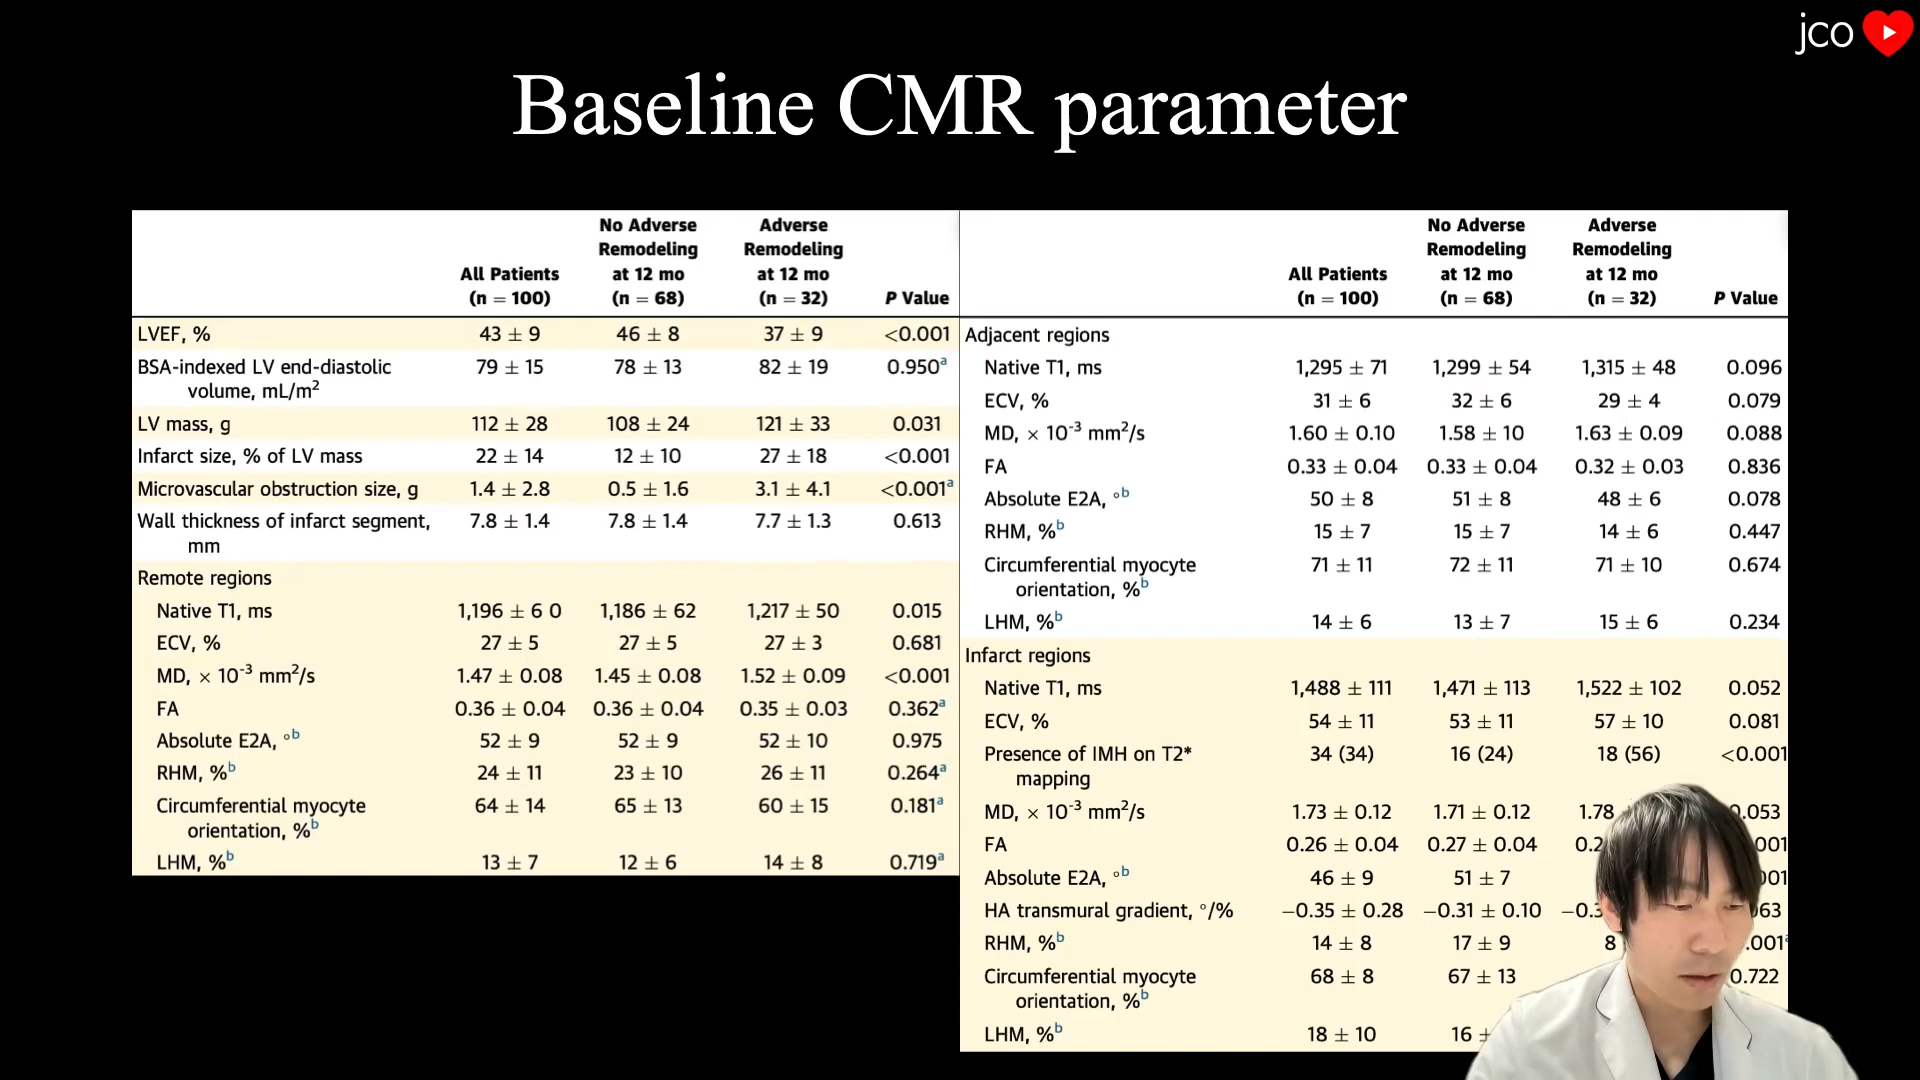 jco
Baseline CMR parameter
No Adverse Adverse
Remodeling Remodeling
All Patients at 12 mo at 12 mo
(n = 100) (n = 68) (n = 32) P Value
LVEF, % 43 ± 9 46 ± 8 37 ± 9 <0.001
BSA-indexed LV end-diastolic 79 ± 15 78 ± 13 82 ± 19 0.950a
volume, mL/m2
LV mass, g 112 ± 28 108 ± 24 121 ± 33 0.031
Infarct size, % of LV mass 22 ± 14 12 ± 10 27 ± 18 <0.001
Microvascular obstruction size, g 1.4 ± 2.8 0.5 ± 1.6 3.1 ± 4.1 <0.001a
Wall thickness of infarct segment, 7.8 ± 1.4 7.8 ± 1.4 7.7 ± 1.3 0.613
mm
Remote regions
Native T1, ms 1,196 ± 6 0 1,186 ± 62 1,217 ± 50 0.015
ECV, % 27 ± 5 27 ± 5 27 ± 3 0.681
MD, × 10-3 mm2/s 1.47 ± 0.08 1.45 ± 0.08 1.52 ± 0.09 <0.001
FA 0.36 ± 0.04 0.36 ± 0.04 0.35 ± 0.03 0.362a
Absolute E2A, °b 52 ± 9 52 ± 9 52 ± 10 0.975
RHM, %b 24 ± 11 23 ± 10 26 ± 11 0.264a
Circumferential myocyte 64 ± 14 65 ± 13 60 ± 15 0.181a
orientation, %b
LHM, %b 13 ± 7 12 ± 6 14 ± 8 0.719a
No Adverse Adverse
Remodeling Remodeling
All Patients at 12 mo at 12 mo
(n = 100) (n = 68) (n = 32) P Value
Adjacent regions
Native T1, ms 1,295 ± 71 1,299 ± 54 1,315 ± 48 0.096
ECV, % 31 ± 6 32 ± 6 29 ± 4 0.079
MD, × 10-3 mm2/s 1.60 ± 0.10 1.58 ± 10 1.63 ± 0.09 0.088
FA 0.33 ± 0.04 0.33 ± 0.04 0.32 ± 0.03 0.836
Absolute E2A, °b 50 ± 8 51 ± 8 48 ± 6 0.078
RHM, %b 15 ± 7 15 ± 7 14 ± 6 0.447
Circumferential myocyte 71 ± 11 72 ± 11 71 ± 10 0.674
orientation, %b
LHM, %b 14 ± 6 13 ± 7 15 ± 6 0.234
Infarct regions
Native T1, ms 1,488 ± 111 1,471 ± 113 1,522 ± 102 0.052
ECV, % 54 ± 11 53 ± 11 57 ± 10 0.081
Presence of IMH on T2* 34 (34) 16 (24) 18 (56) <0.001
mapping
MD, × 10-3 mm2/s 1.73 ± 0.12 1.71 ± 0.12 1.78
FA 0.26 ± 0.04 0.27 ± 0.04
Absolute E2A, °b 46 ± 9 51 ± 7
HA transmural gradient, °/% −0.35 ± 0.28 −0.31 ± 0.10
RHM, %b 14 ± 8 17 ± 9 8
Circumferential myocyte 68 ± 8 67 ± 13 0.722
orientation, %b
LHM, %b 18 ± 10 16 ±